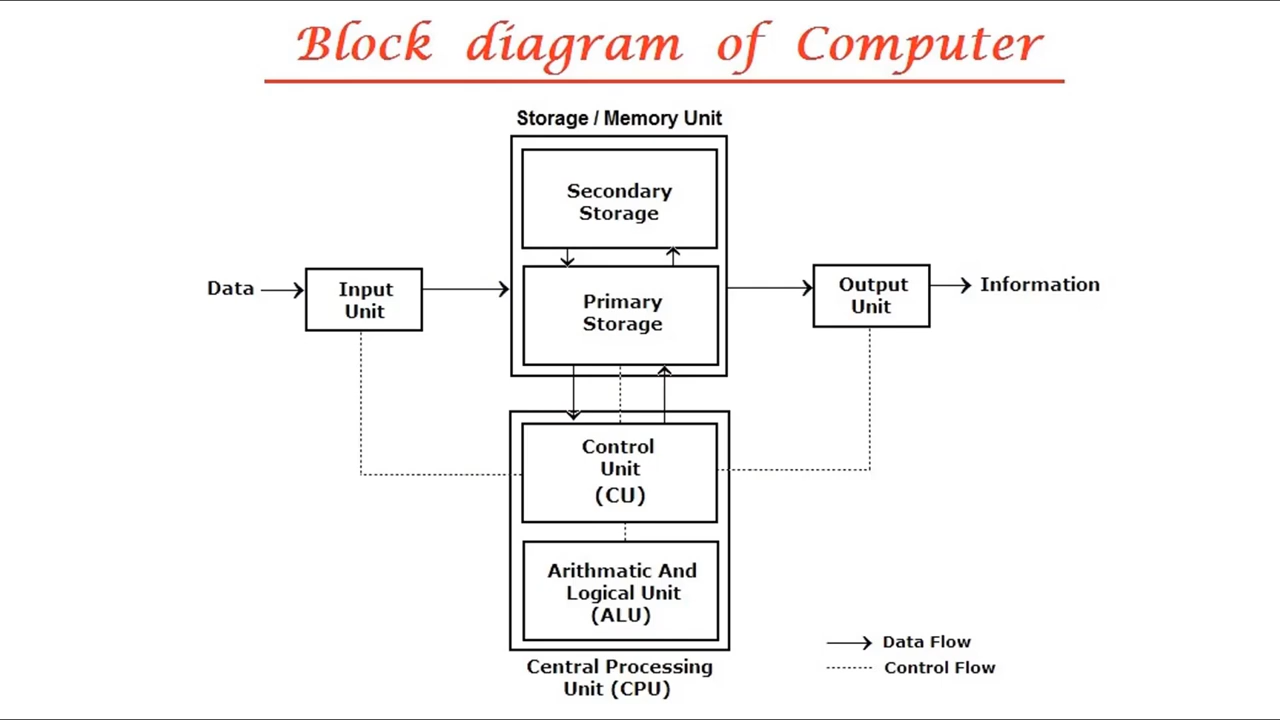 Block diagram of Computer
Storage / Memory Unit
Secondary
Storage
Data
Input
Unit
Primary
Storage
Output
Unit
Information
Control
Unit
(CU)
Arithmatic And
Logical Unit
(ALU)
Central Processing
Unit (CPU)
Data Flow
Control Flow